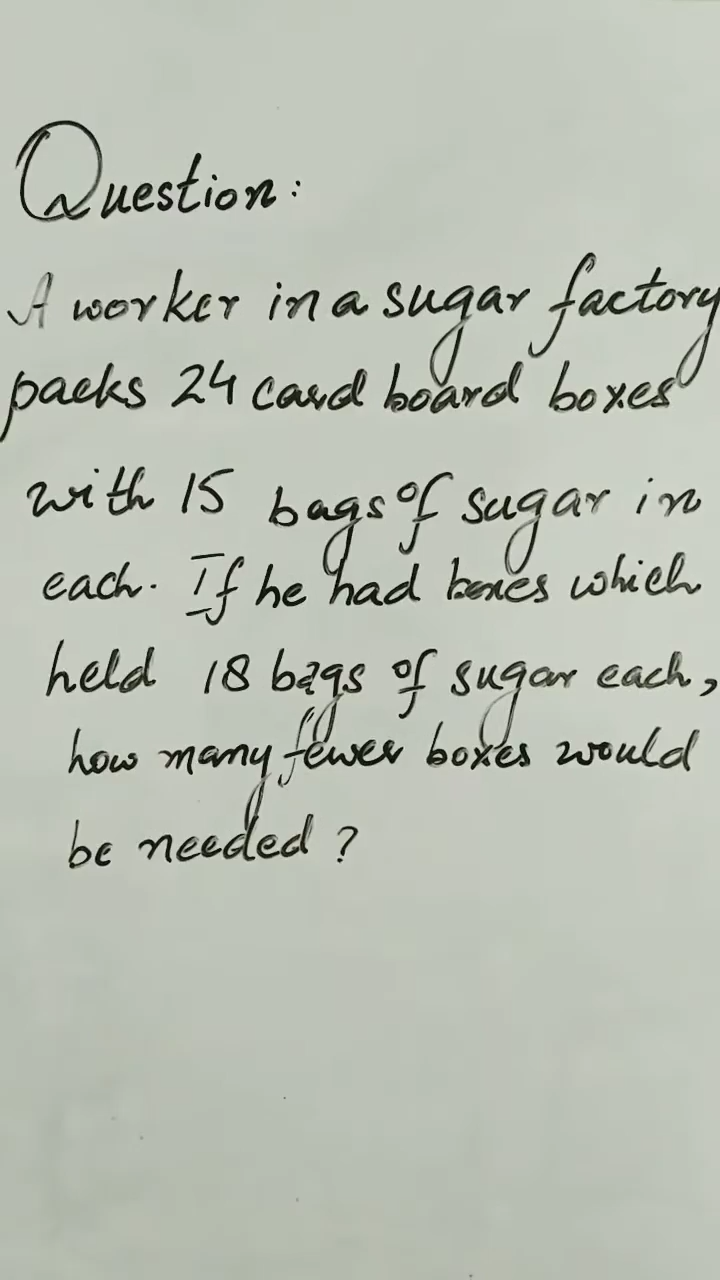 Question:
A worker in a sugar factory
packs 24 card board boxes
with 15 bags of sugar in
each. If he had boxes which
held 18 bags of sugar each,
how many fewer boxes would
be needed?